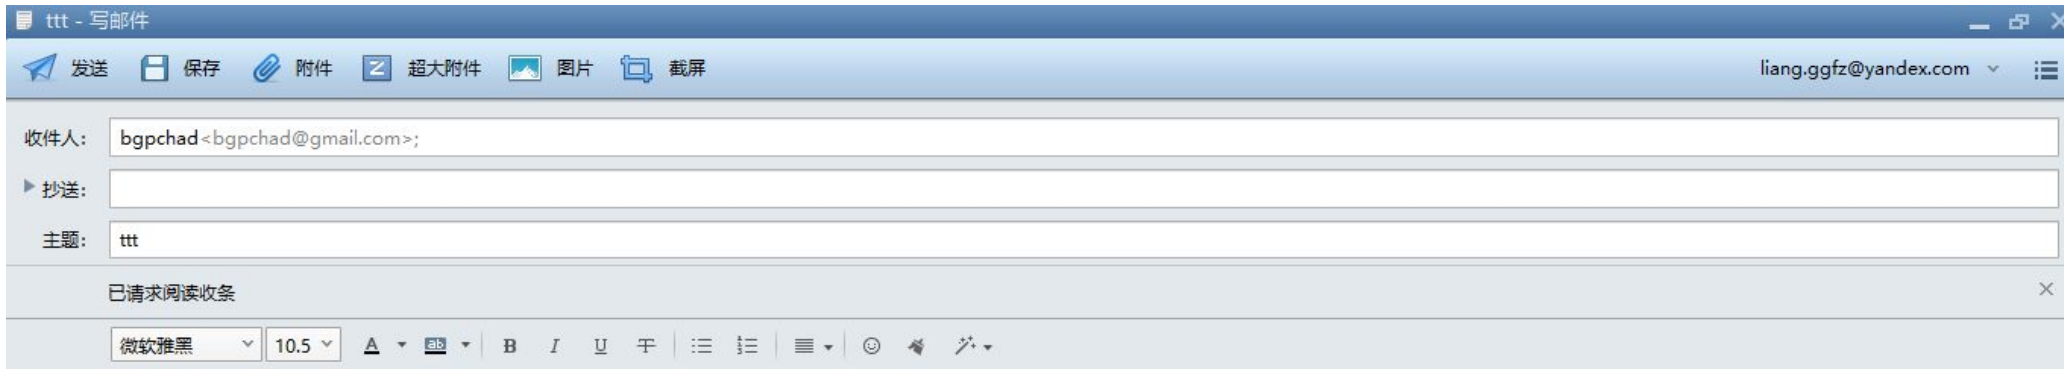 ttt - 写邮件
发送 保存 附件 超大附件 图片 截屏 liang.ggfz@yandex.com
收件人: bgpchad<bgpchad@gmail.com>;
抄送:
主题: ttt
已请求阅读收条
微软雅黑 10.5 A ab B I U